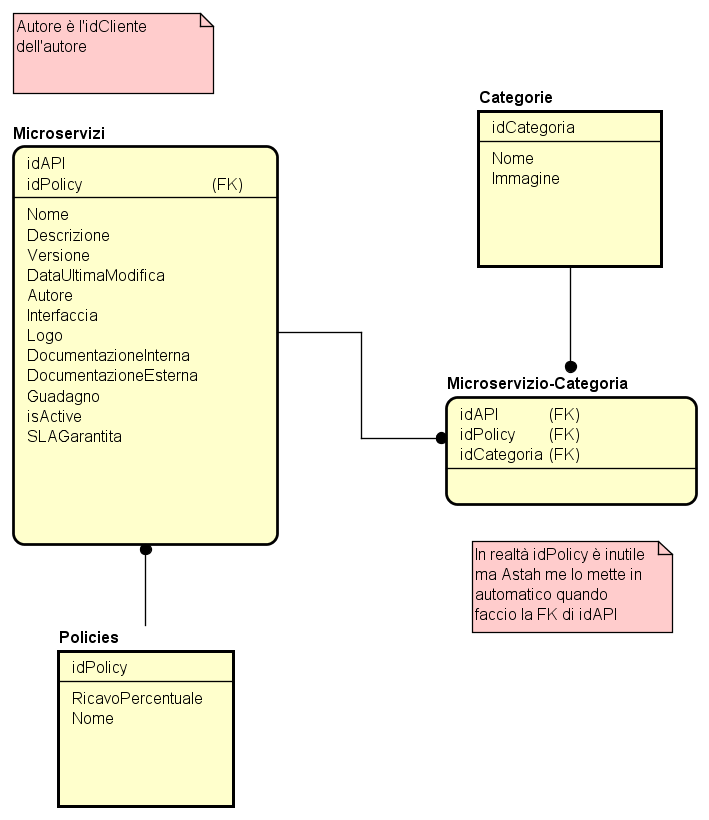 Autore è l'idCliente
dell'autore
Microservizi
idAPI
idPolicy (FK)
Nome
Descrizione
Versione
DataUltimaModifica
Autore
Interfaccia
Logo
DocumentazioneInterna
DocumentazioneEsterna
Guadagno
isActive
SLAGarantita
Categorie
idCategoria
Nome
Immagine
Microservizio-Categoria
idAPI (FK)
idPolicy (FK)
idCategoria (FK)
In realtà idPolicy è inutile
ma Astah me lo mette in
automatico quando
faccio la FK di idAPI
Policies
idPolicy
RicavoPercentuale
Nome